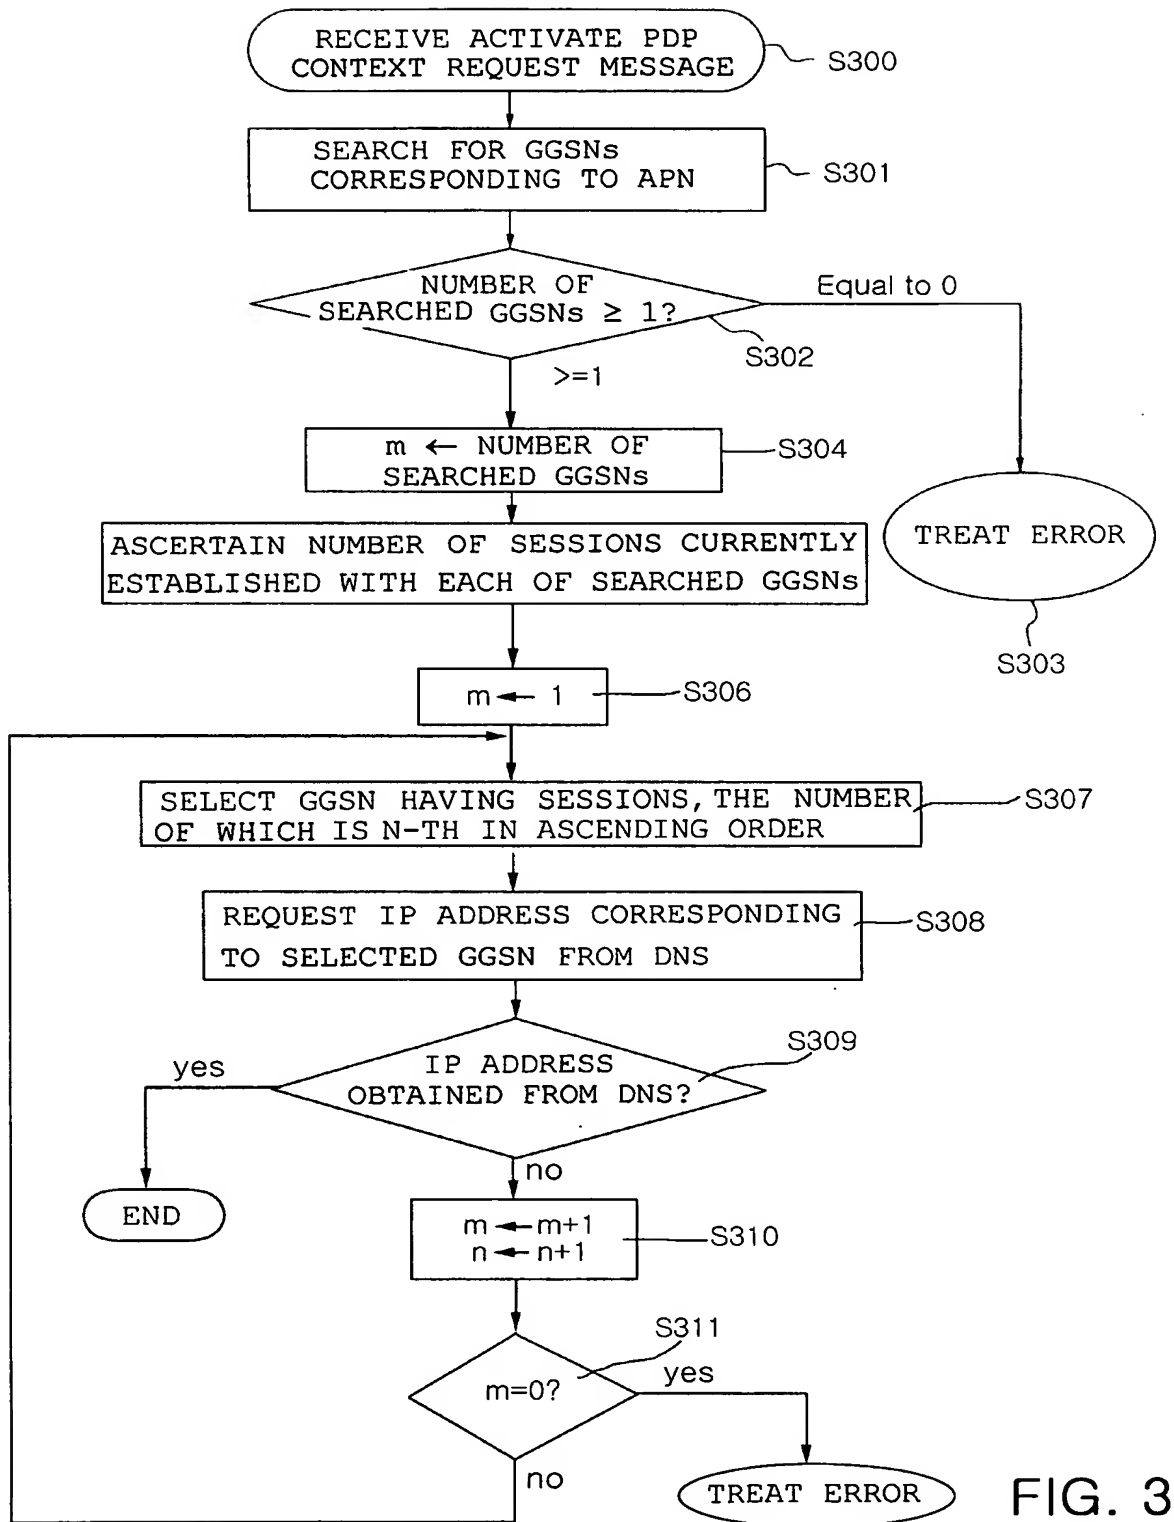 RECEIVE ACTIVATE PDP
CONTEXT REQUEST MESSAGE
S300
SEARCH FOR GGSNs
CORRESPONDING TO APN
S301
NUMBER OF
SEARCHED GGSNs ≥ 1?
Equal to 0
S302
>=1
m ← NUMBER OF
SEARCHED GGSNs
S304
TREAT ERROR
S303
ASCERTAIN NUMBER OF SESSIONS CURRENTLY
ESTABLISHED WITH EACH OF SEARCHED GGSNs
m ← 1
S306
SELECT GGSN HAVING SESSIONS, THE NUMBER
OF WHICH IS N-TH IN ASCENDING ORDER
S307
REQUEST IP ADDRESS CORRESPONDING
TO SELECTED GGSN FROM DNS
S308
IP ADDRESS
OBTAINED FROM DNS?
S309
yes
no
END
m ← m+1
n ← n+1
S310
m=0?
S311
yes
no
TREAT ERROR
FIG. 3